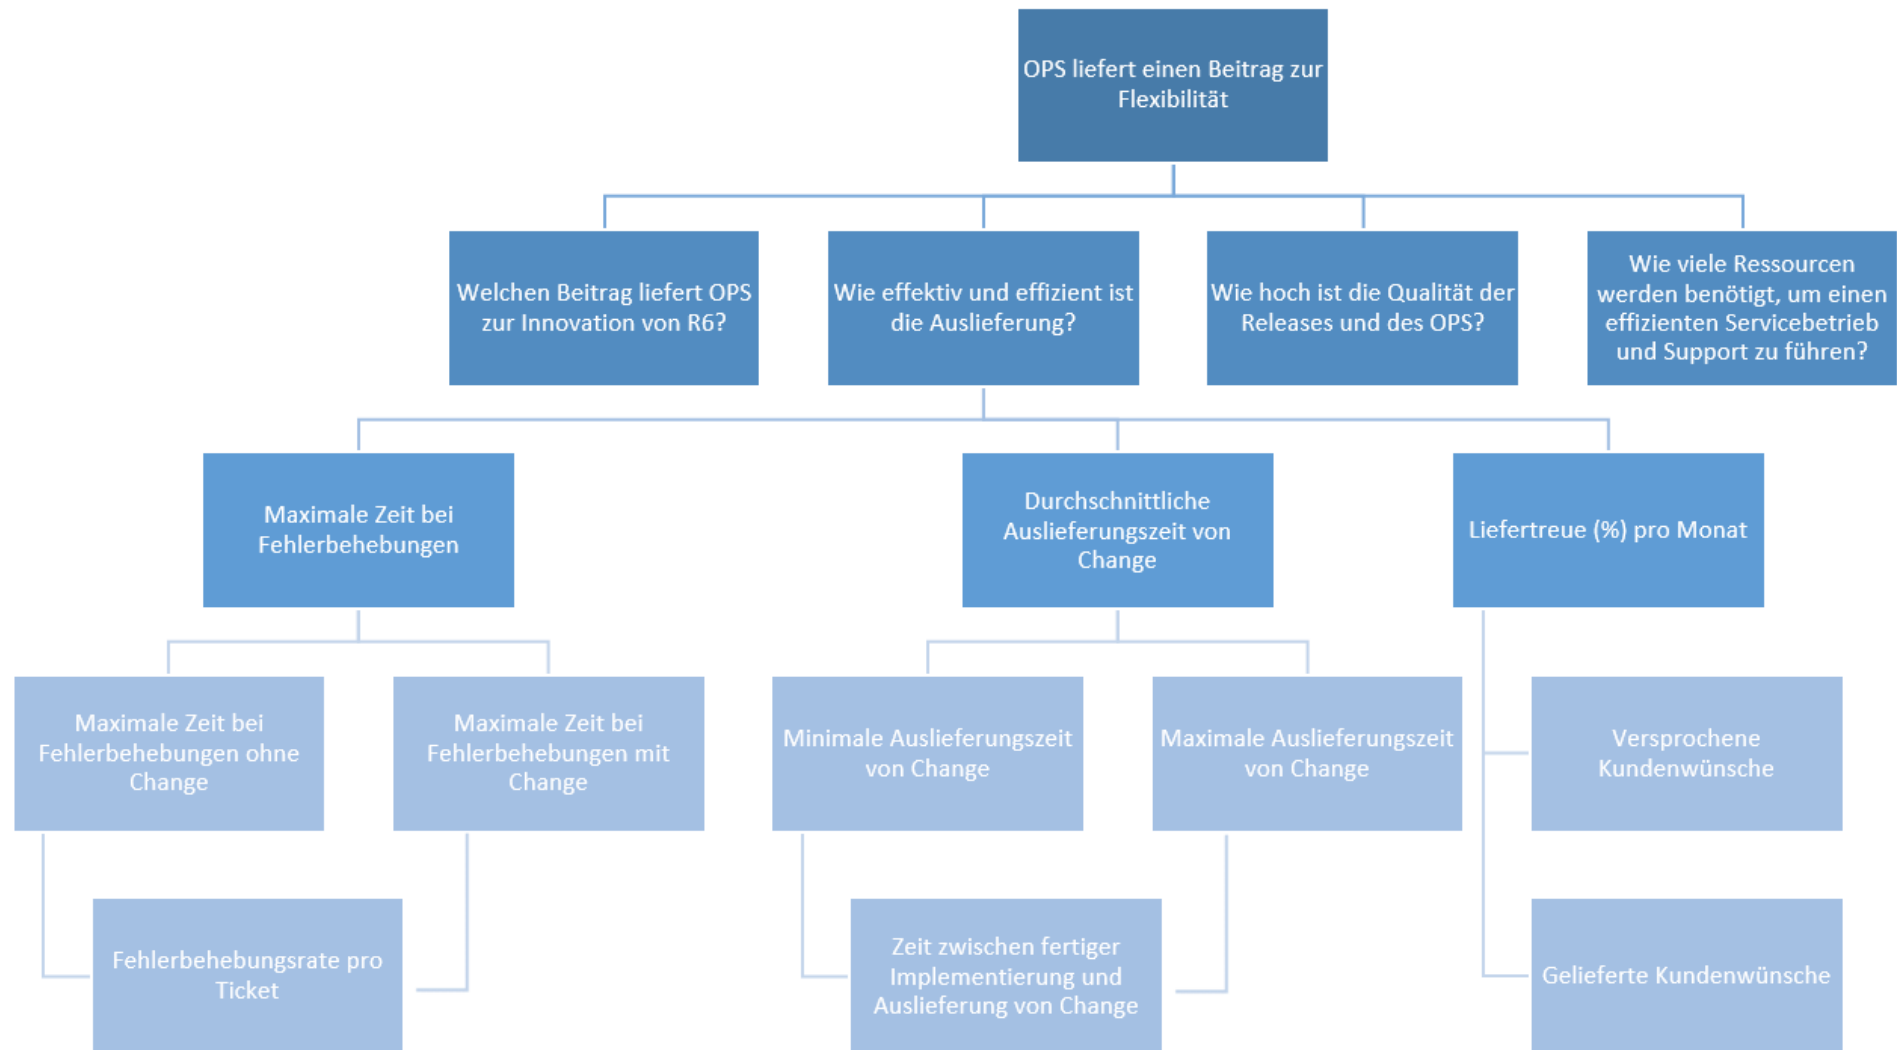 OPS liefert einen Beitrag zur
Flexibilität
Welchen Beitrag liefert OPS
zur Innovation von R6?
Wie effektiv und effizient ist
die Auslieferung?
Wie hoch ist die Qualität der
Releases und des OPS?
Wie viele Ressourcen
werden benötigt, um einen
effizienten Servicebetrieb
und Support zu führen?
Maximale Zeit bei
Fehlerbehebungen
Durchschnittliche
Auslieferungszeit von
Change
Liefertreue (%) pro Monat
Maximale Zeit bei
Fehlerbehebungen ohne
Change
Maximale Zeit bei
Fehlerbehebungen mit
Change
Minimale Auslieferungszeit
von Change
Maximale Auslieferungszeit
von Change
Versprochene
Kundenwünsche
Fehlerbehebungsrate pro
Ticket
Zeit zwischen fertiger
Implementierung und
Auslieferung von Change
Gelieferte Kundenwünsche